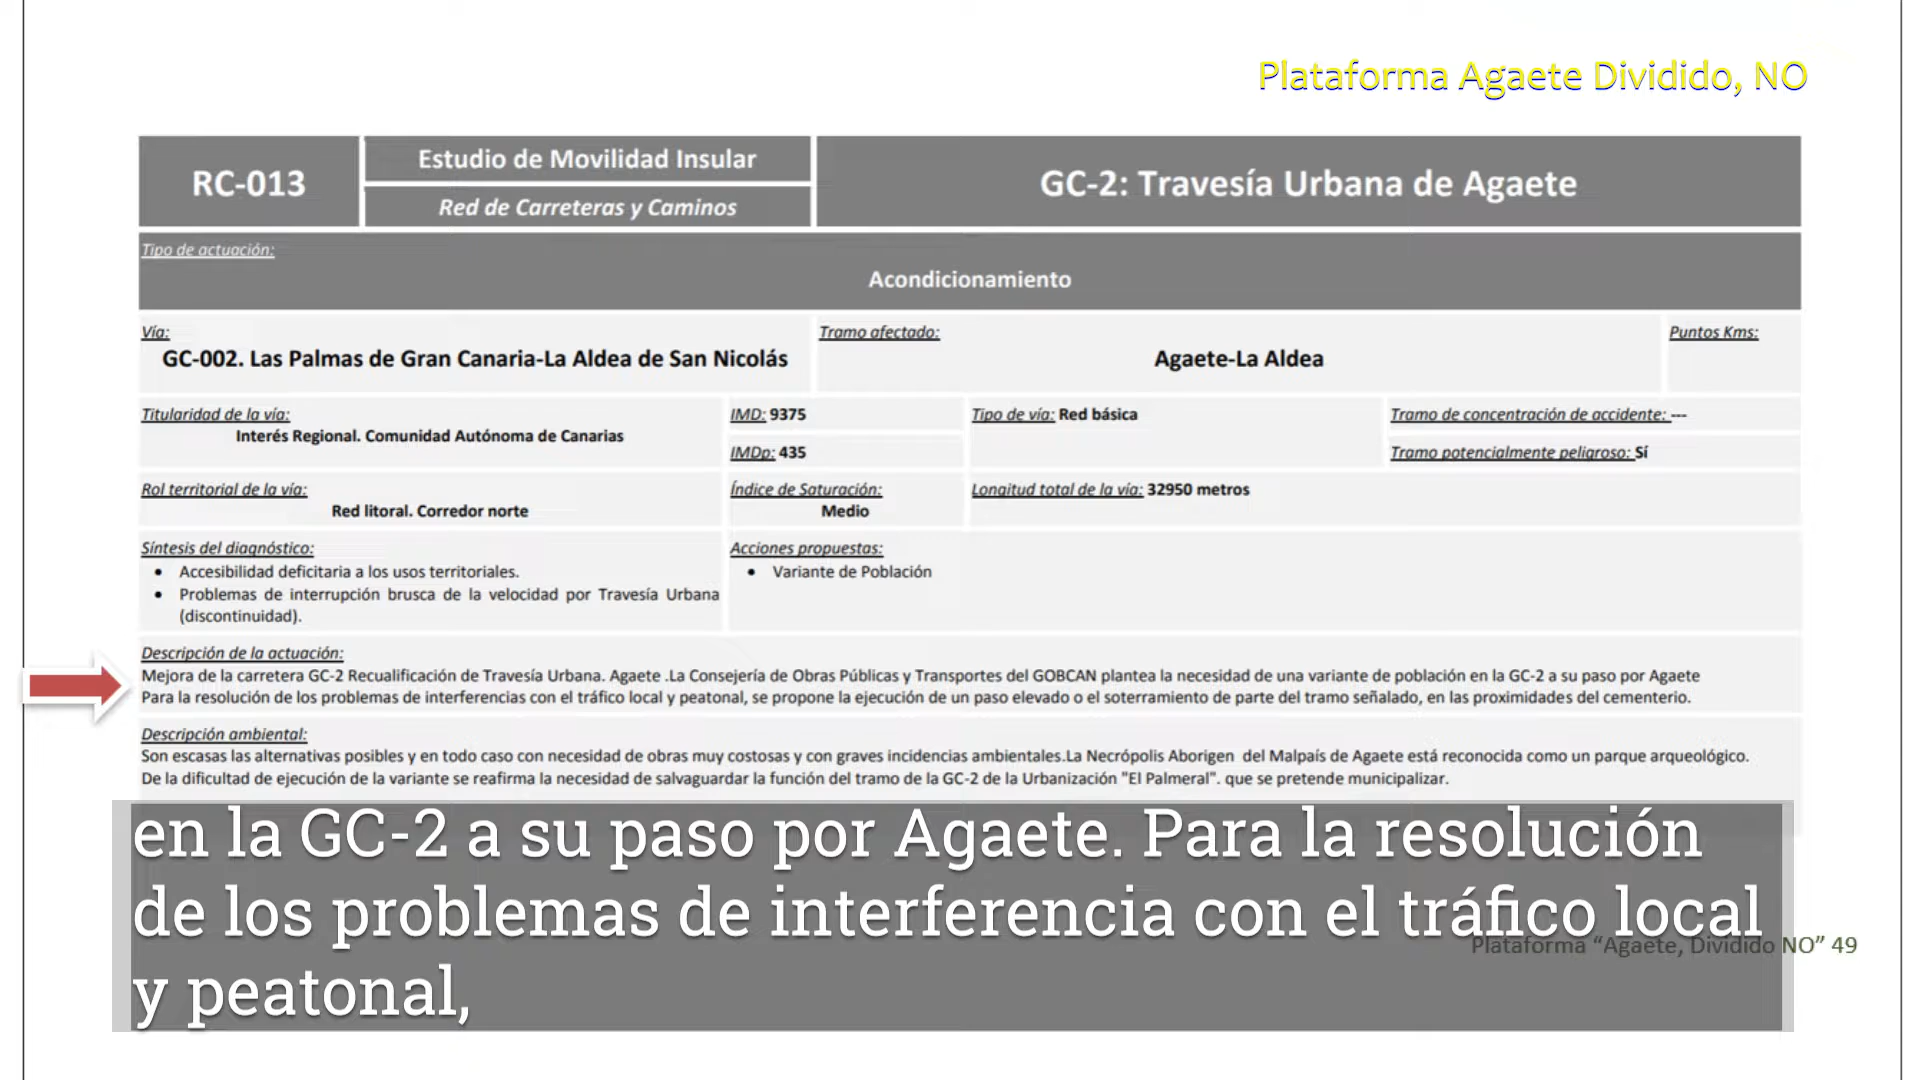 Plataforma Agaete Dividido, NO
RC-013
Estudio de Movilidad Insular
Red de Carreteras y Caminos
GC-2: Travesía Urbana de Agaete
Tipo de actuación:
Acondicionamiento
Vía:
GC-002. Las Palmas de Gran Canaria-La Aldea de San Nicolás
Tramo afectado:
Agaete-La Aldea
Puntos Kms:
Titularidad de la vía:
Interés Regional. Comunidad Autónoma de Canarias
IMD: 9375
IMDp: 435
Tipo de vía: Red básica
Tramo de concentración de accidente: ---
Tramo potencialmente peligroso: Sí
Rol territorial de la vía:
Red litoral. Corredor norte
Índice de Saturación:
Medio
Longitud total de la vía: 32950 metros
Síntesis del diagnóstico:
• Accesibilidad deficitaria a los usos territoriales.
• Problemas de interrupción brusca de la velocidad por Travesía Urbana
(discontinuidad).
Acciones propuestas:
• Variante de Población
Descripción de la actuación:
Mejora de la carretera GC-2 Recualificación de Travesía Urbana. Agaete .La Consejería de Obras Públicas y Transportes del GOBCAN plantea la necesidad de una variante de población en la GC-2 a su paso por Agaete
Para la resolución de los problemas de interferencias con el tráfico local y peatonal, se propone la ejecución de un paso elevado o el soterramiento de parte del tramo señalado, en las proximidades del cementerio.
Descripción ambiental:
Son escasas las alternativas posibles y en todo caso con necesidad de obras muy costosas y con graves incidencias ambientales.La Necrópolis Aborigen del Malpaís de Agaete está reconocida como un parque arqueológico.
De la dificultad de ejecución de la variante se reafirma la necesidad de salvaguardar la función del tramo de la GC-2 de la Urbanización "El Palmeral". que se pretende municipalizar.
en la GC-2 a su paso por Agaete. Para la resolución
de los problemas de interferencia con el tráfico local
y peatonal,
Plataforma “Agaete, Dividido NO” 49